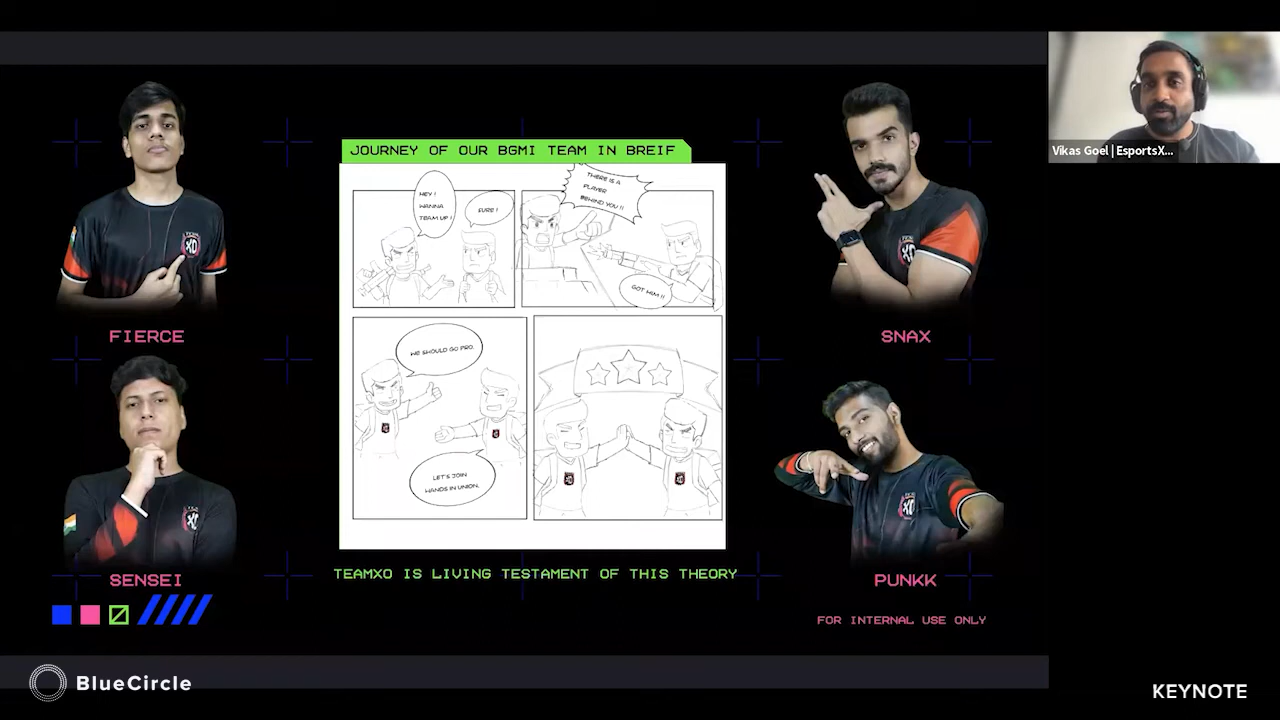 JOURNEY OF OUR BGMI TEAM IN BREIF
HEY !
WANNA
TEAM UP !
SURE !
THERE IS A
PLAYER
BEHIND YOU !!
GOT HIM !!
WE SHOULD GO PRO.
LET'S JOIN
HANDS IN UNION.
FIERCE
SNAX
SENSEI
PUNKK
TEAMXO IS LIVING TESTAMENT OF THIS THEORY
FOR INTERNAL USE ONLY
Vikas Goel | EsportsX...
BlueCircle
KEYNOTE